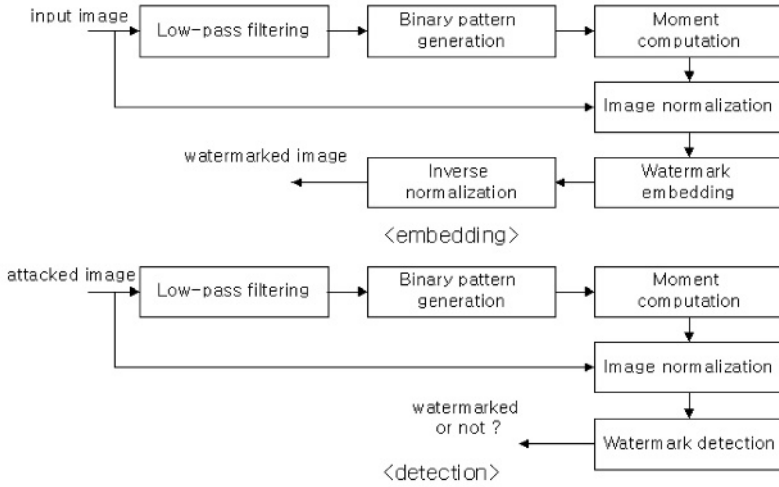 input image
Low-pass filtering
Binary pattern
generation
Moment
computation
Image normalization
watermarked image
Inverse
normalization
Watermark
embedding
<embedding>
attacked image
Low-pass filtering
Binary pattern
generation
Moment
computation
Image normalization
watermarked
or not ?
Watermark detection
<detection>